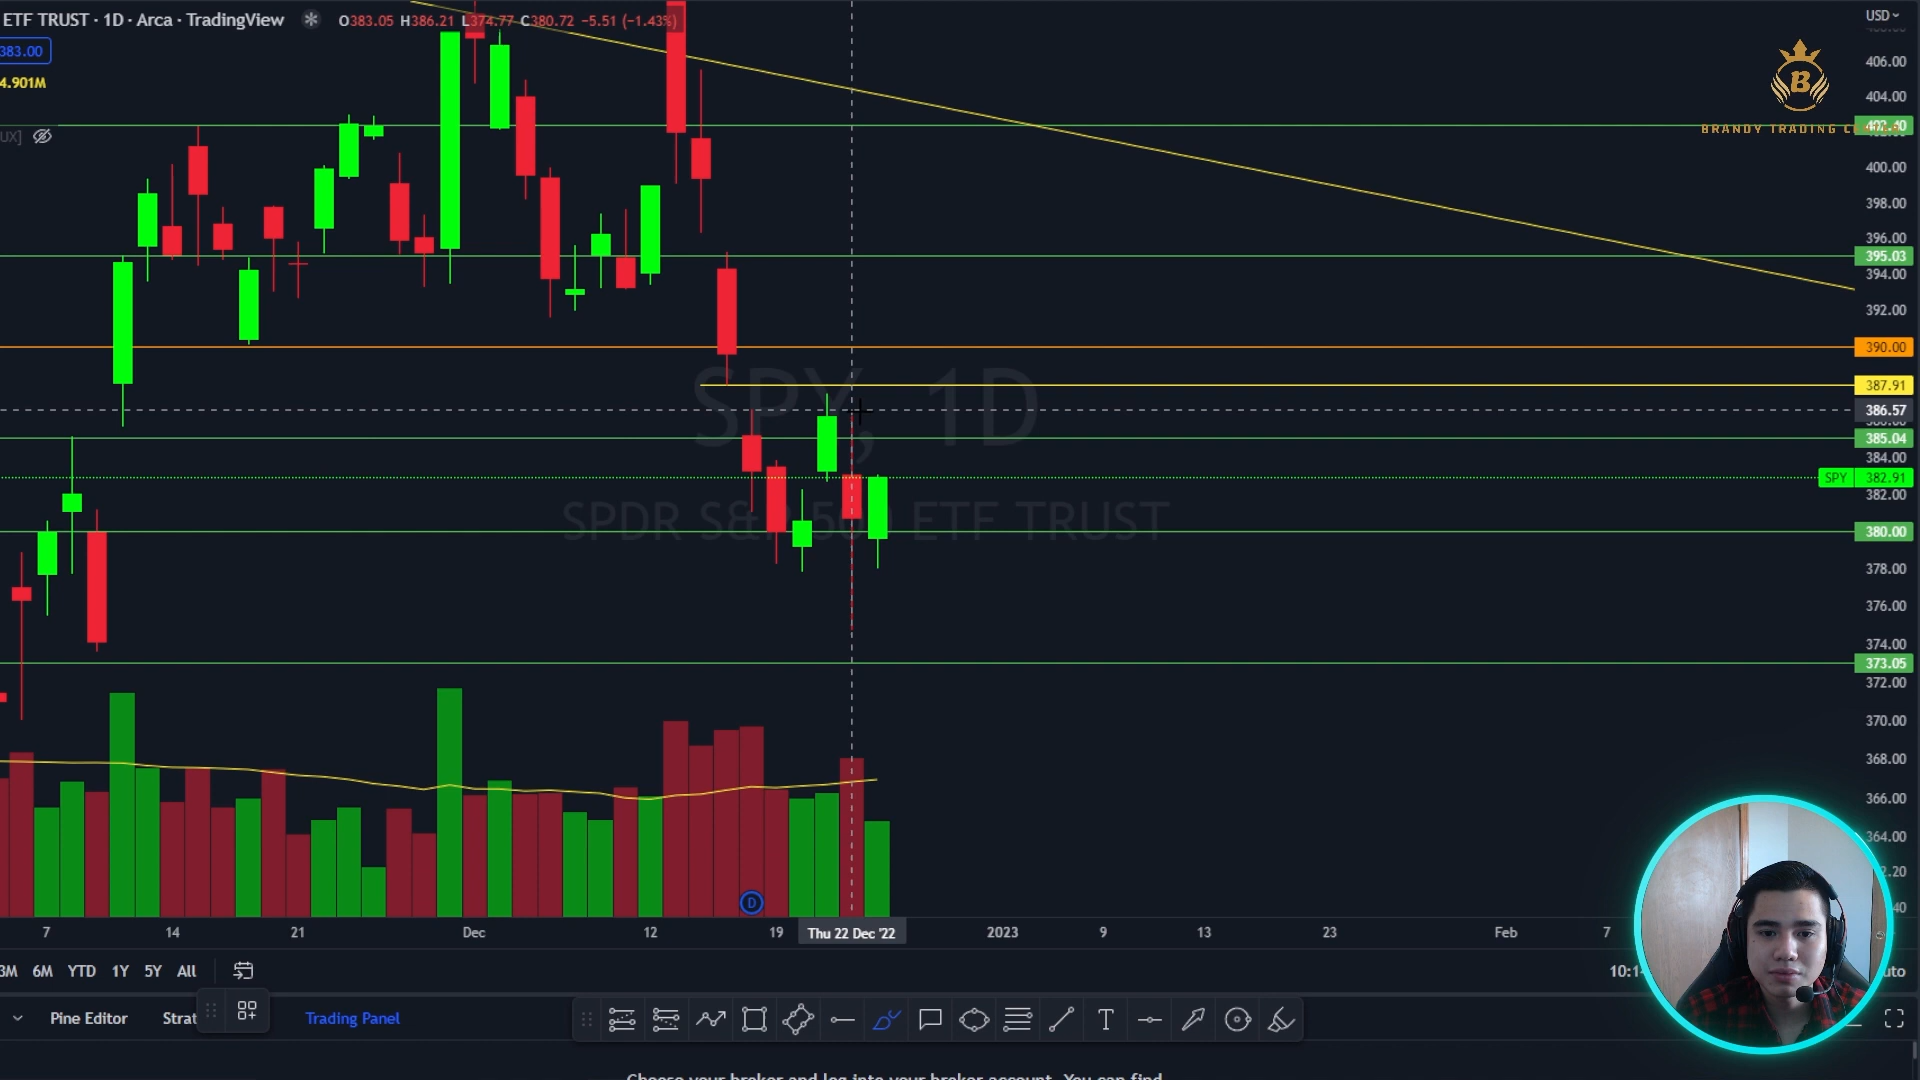 ETF TRUST · 1D · Arca · TradingView O383.05 H386.21 L374.77 C380.72 −5.51 (−1.43%)
383.00
4.901M
UX]
USD
406.00
404.00
B
BRANDY TRADING
402.40
400.00
398.00
396.00
395.03
394.00
392.00
390.00
387.91
386.57
385.04
384.00
SPY 382.91
382.00
380.00
378.00
376.00
374.00
373.05
372.00
370.00
368.00
366.00
364.00
SPY, 1D
SPDR S&P 500 ETF TRUST
D
7 14 21 Dec 12 19 Thu 22 Dec '22 2023 9 13 23 Feb 7
3M 6M YTD 1Y 5Y All
10:1
Pine Editor Strat Trading Panel
T
Choose your broker and log into your broker account. You can find